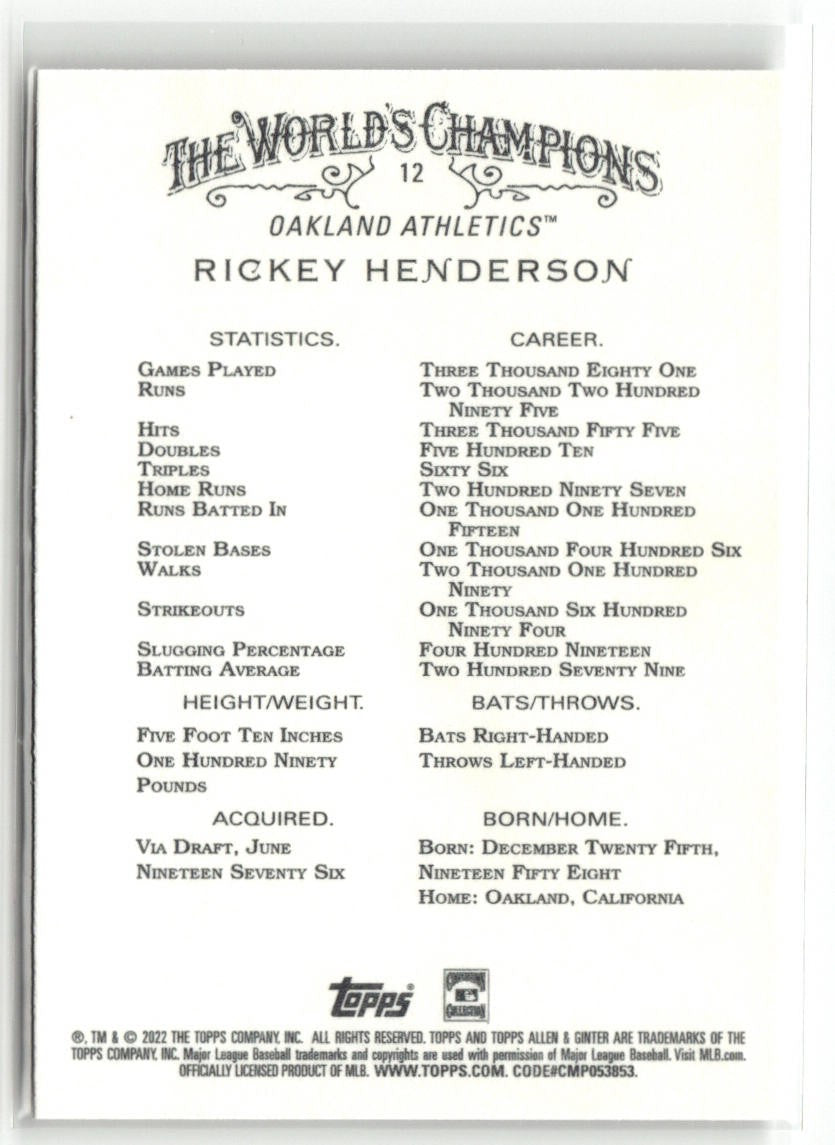 THE WORLD'S CHAMPIONS
12
OAKLAND ATHLETICS™
RICKEY HENDERSON
STATISTICS. CAREER.
GAMES PLAYED THREE THOUSAND EIGHTY ONE
RUNS TWO THOUSAND TWO HUNDRED
NINETY FIVE
HITS THREE THOUSAND FIFTY FIVE
DOUBLES FIVE HUNDRED TEN
TRIPLES SIXTY SIX
HOME RUNS TWO HUNDRED NINETY SEVEN
RUNS BATTED IN ONE THOUSAND ONE HUNDRED
FIFTEEN
STOLEN BASES ONE THOUSAND FOUR HUNDRED SIX
WALKS TWO THOUSAND ONE HUNDRED
NINETY
STRIKEOUTS ONE THOUSAND SIX HUNDRED
NINETY FOUR
SLUGGING PERCENTAGE FOUR HUNDRED NINETEEN
BATTING AVERAGE TWO HUNDRED SEVENTY NINE
HEIGHT/WEIGHT. BATS/THROWS.
FIVE FOOT TEN INCHES BATS RIGHT-HANDED
ONE HUNDRED NINETY THROWS LEFT-HANDED
POUNDS
ACQUIRED. BORN/HOME.
VIA DRAFT, JUNE BORN: DECEMBER TWENTY FIFTH,
NINETEEN SEVENTY SIX NINETEEN FIFTY EIGHT
HOME: OAKLAND, CALIFORNIA
TOPPS® COOPERSTOWN COLLECTION
®, TM & © 2022 THE TOPPS COMPANY, INC. ALL RIGHTS RESERVED. TOPPS AND TOPPS ALLEN & GINTER ARE TRADEMARKS OF THE
TOPPS COMPANY, INC. Major League Baseball trademarks and copyrights are used with permission of Major League Baseball. Visit MLB.com.
OFFICIALLY LICENSED PRODUCT OF MLB. WWW.TOPPS.COM. CODE#CMP053853.